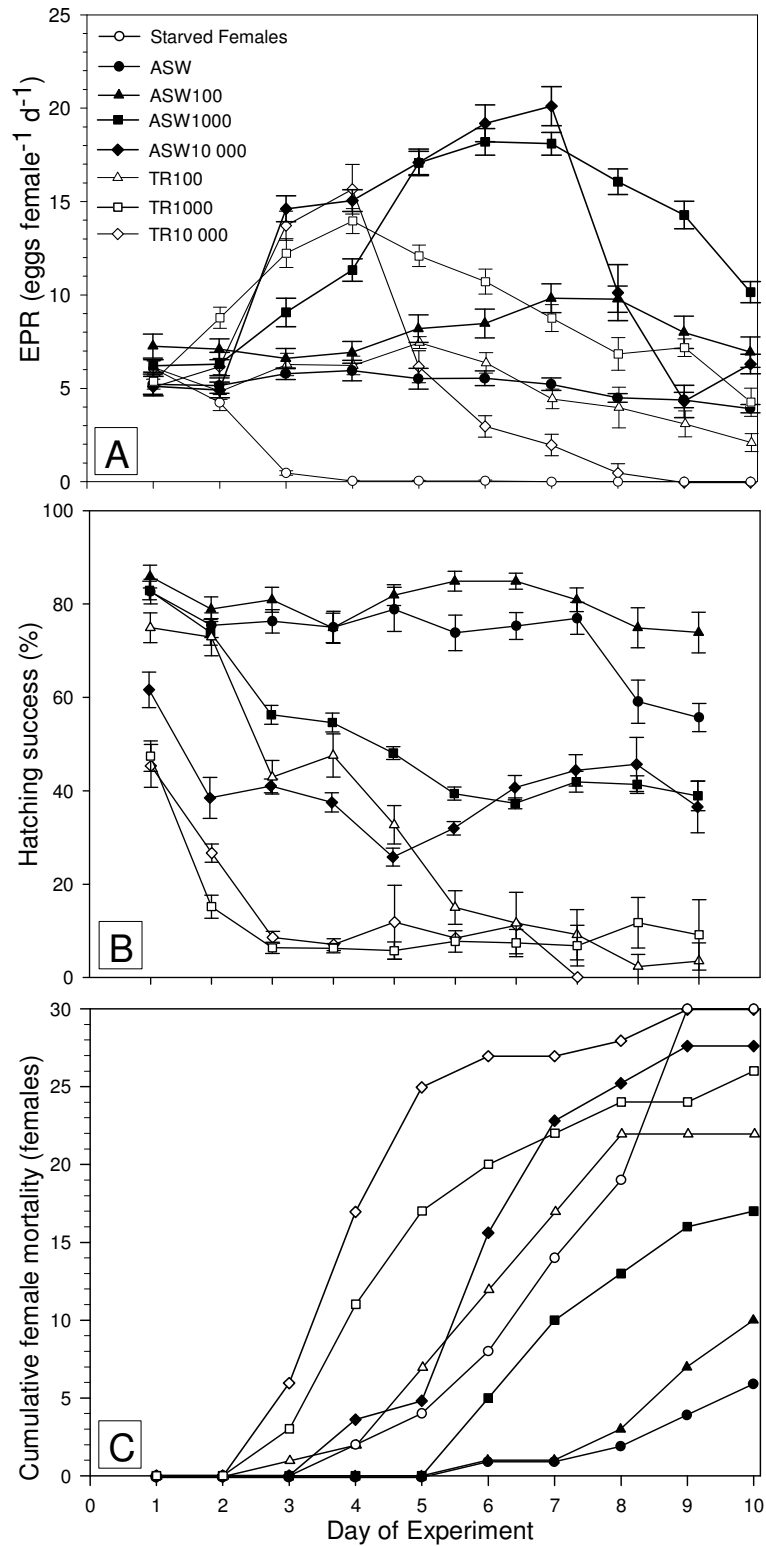 25
20
15
10
5
0
EPR (eggs female⁻¹ d⁻¹)
Starved Females
ASW
ASW100
ASW1000
ASW10 000
TR100
TR1000
TR10 000
A
100
80
60
40
20
0
Hatching success (%)
B
30
25
20
15
10
5
0
Cumulative female mortality (females)
C
0 1 2 3 4 5 6 7 8 9 10
Day of Experiment